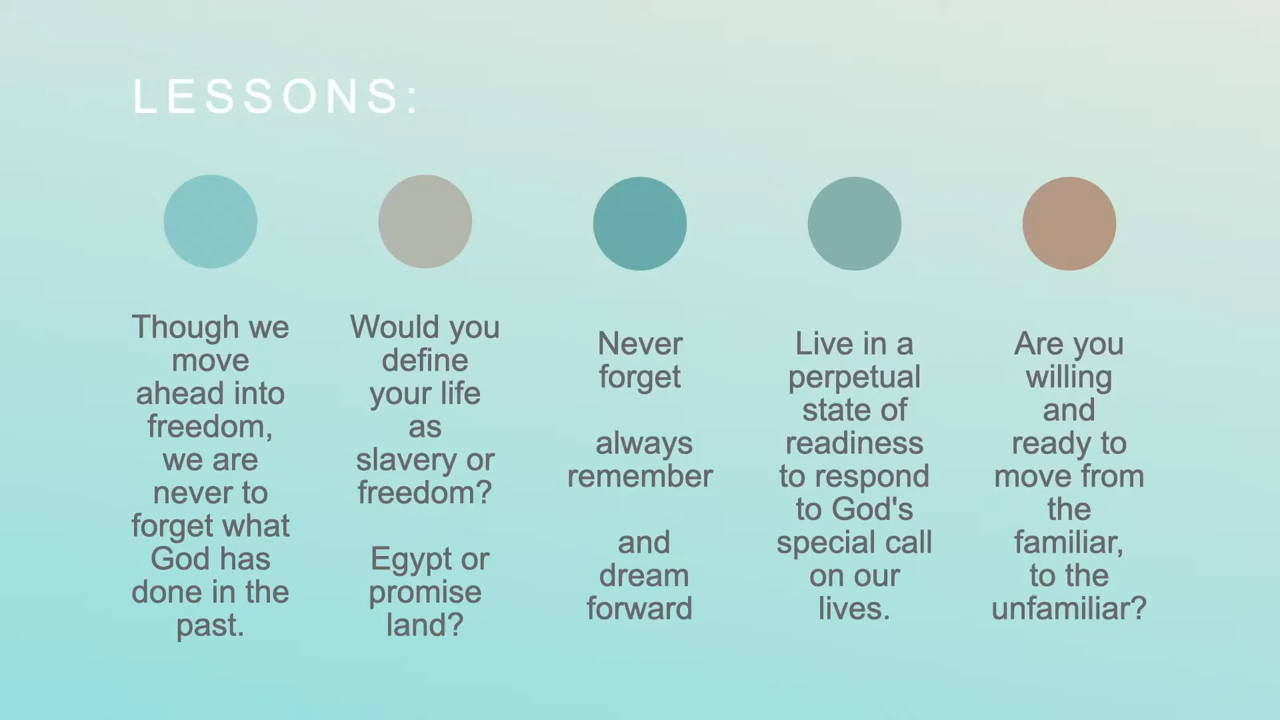 LESSONS:
Though we
move
ahead into
freedom,
we are
never to
forget what
God has
done in the
past.
Would you
define
your life
as
slavery or
freedom?
Egypt or
promise
land?
Never
forget
always
remember
and
dream
forward
Live in a
perpetual
state of
readiness
to respond
to God's
special call
on our
lives.
Are you
willing
and
ready to
move from
the
familiar,
to the
unfamiliar?